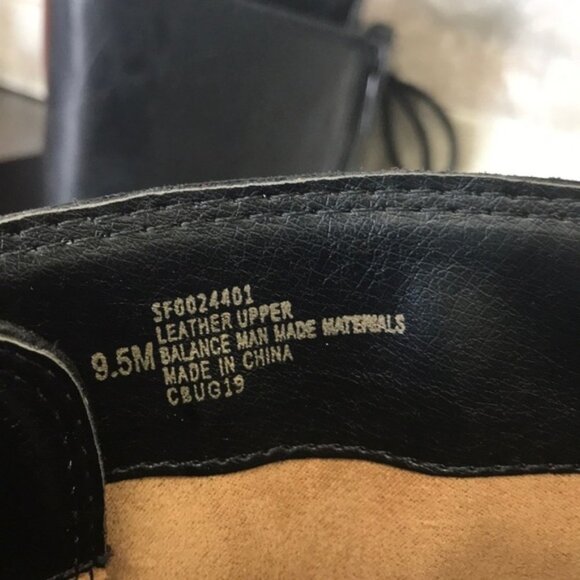 SF0024401
LEATHER UPPER
9.5M BALANCE MAN MADE MATERIALS
MADE IN CHINA
CBUG19